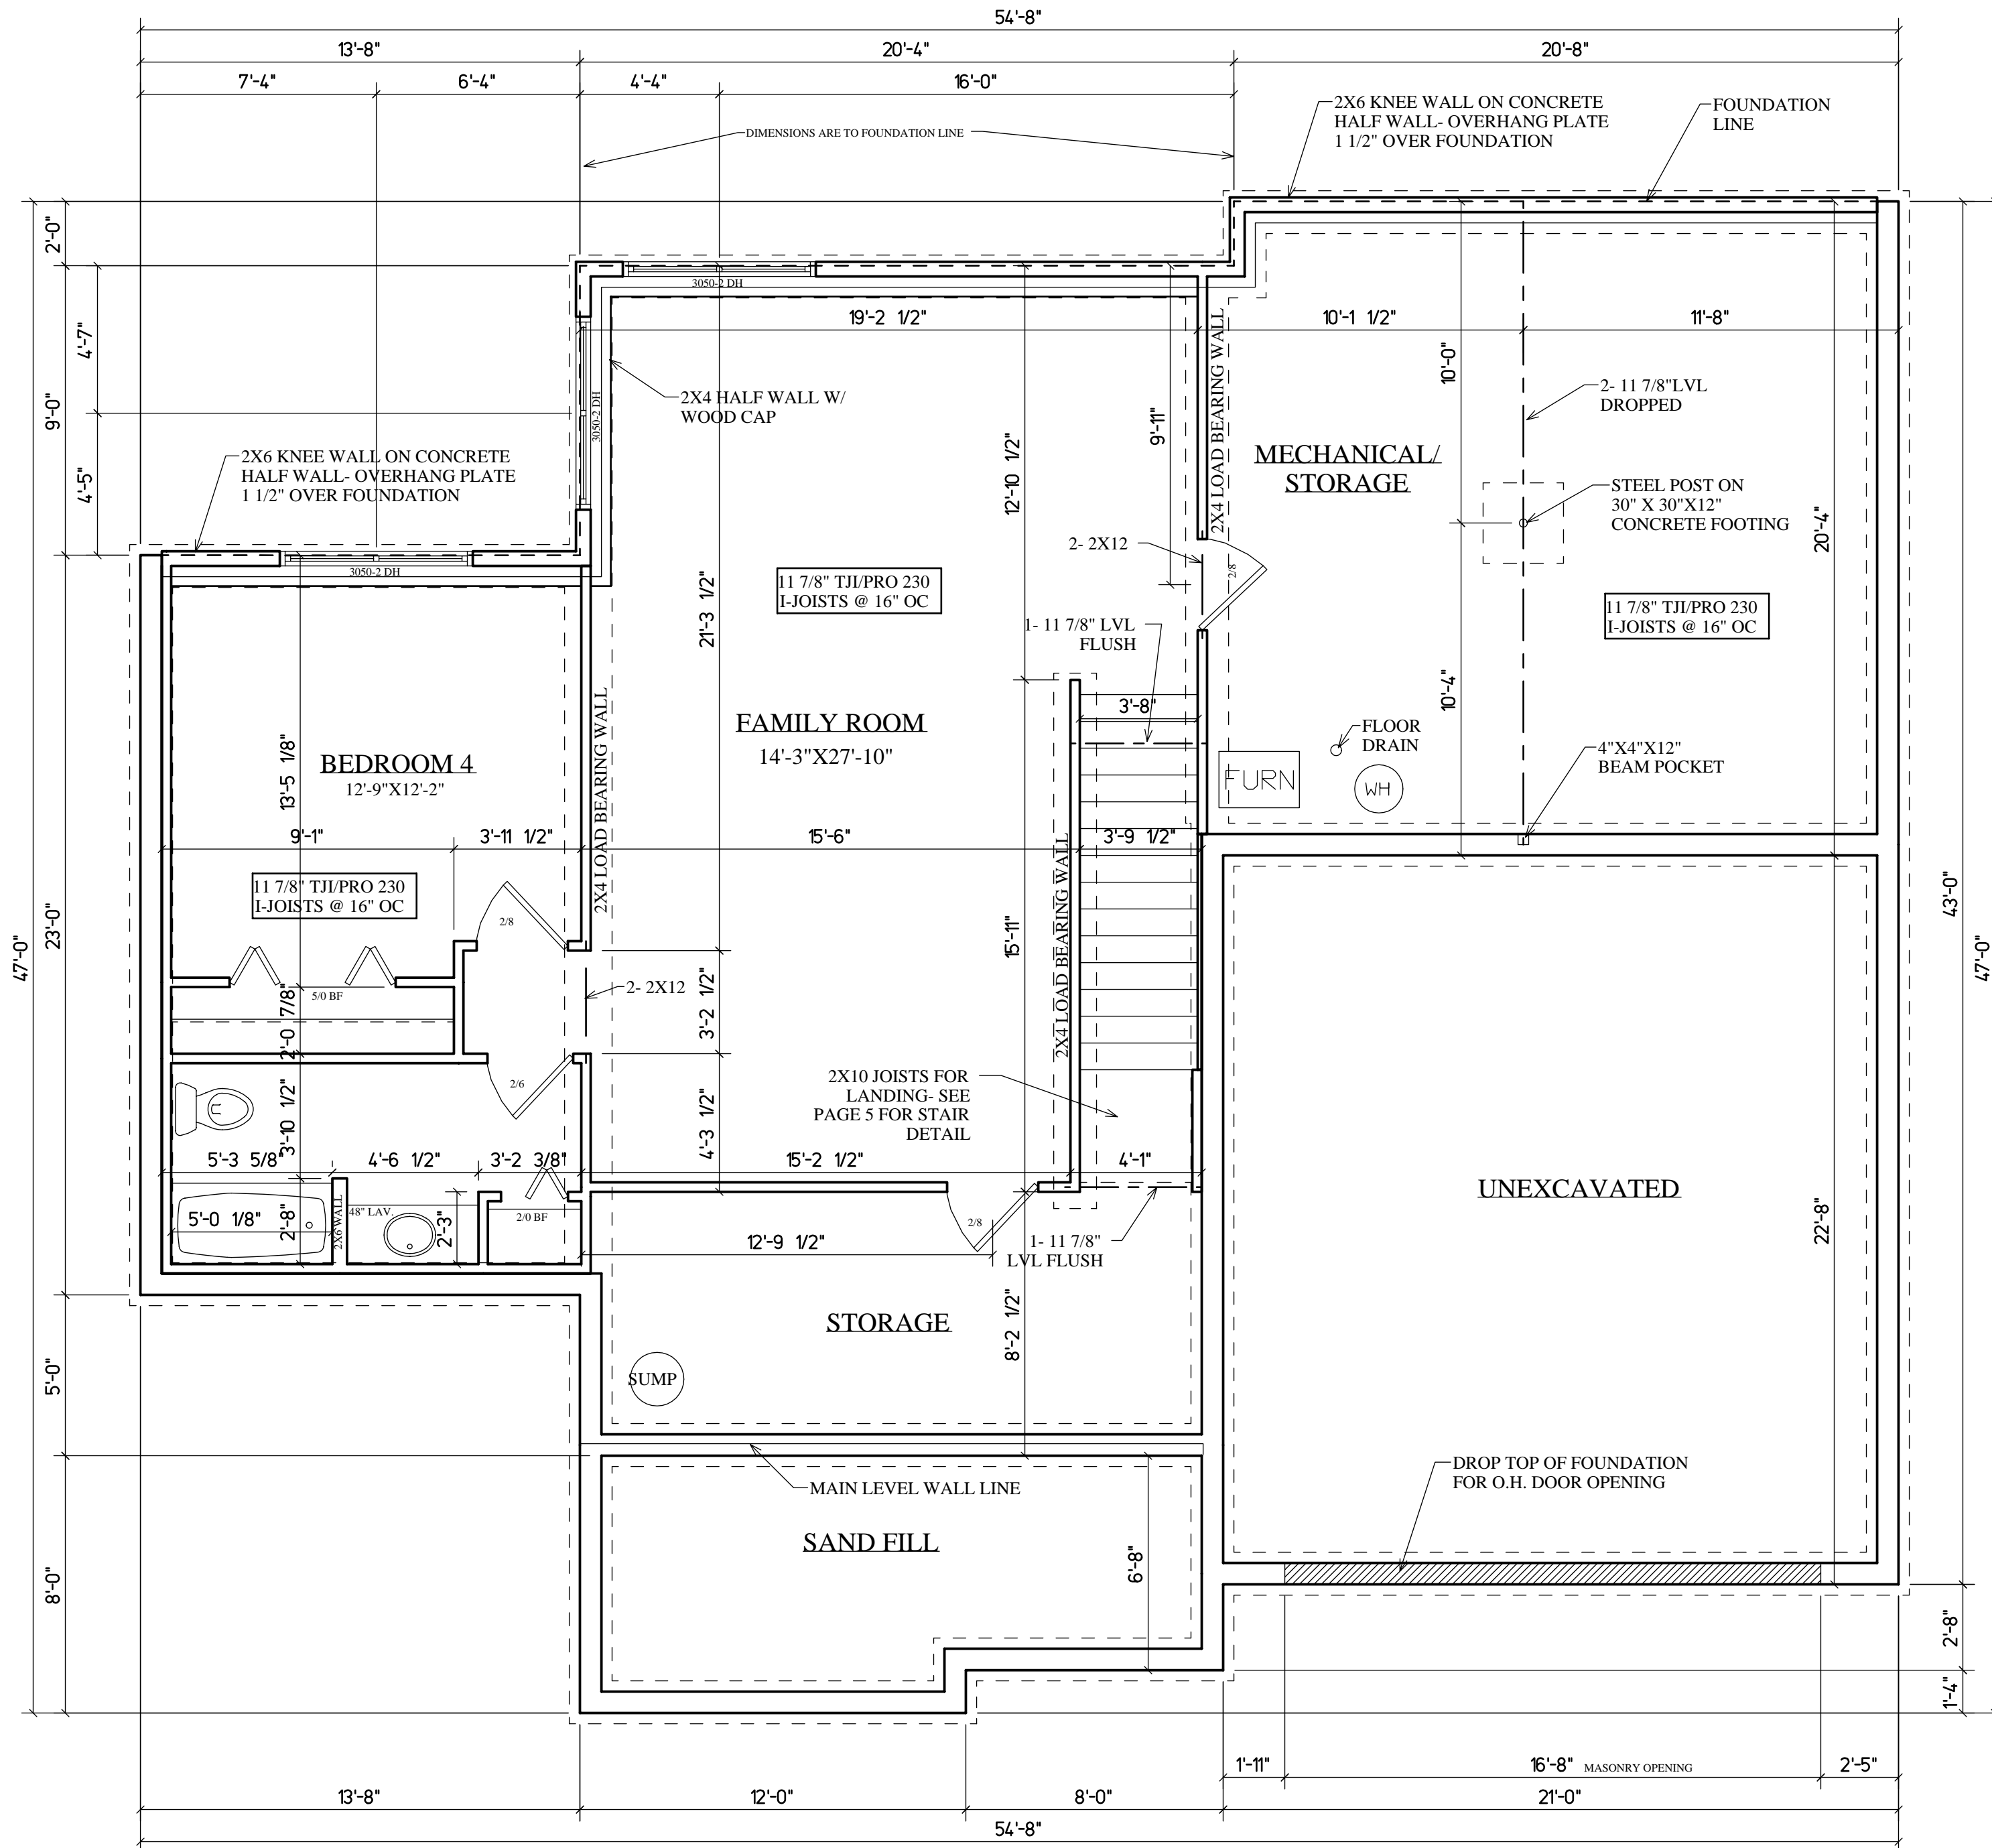 54'-8"
13'-8"
20'-4"
20'-8"
7'-4"
6'-4"
4'-4"
16'-0"
DIMENSIONS ARE TO FOUNDATION LINE
2X6 KNEE WALL ON CONCRETE
HALF WALL- OVERHANG PLATE
1 1/2" OVER FOUNDATION
FOUNDATION
LINE
2'-0"
9'-0"
4'-7"
4'-5"
23'-0"
47'-0"
5'-0"
8'-0"
3050-2 DH
3050-2 DH
3050-2 DH
19'-2 1/2"
10'-1 1/2"
11'-8"
2X4 HALF WALL W/
WOOD CAP
2X6 KNEE WALL ON CONCRETE
HALF WALL- OVERHANG PLATE
1 1/2" OVER FOUNDATION
2X4 LOAD BEARING WALL
9'-11"
12'-10 1/2"
10'-0"
2- 11 7/8"LVL
DROPPED
MECHANICAL/
STORAGE
STEEL POST ON
30" X 30"X12"
CONCRETE FOOTING
20'-4"
2- 2X12
2/8
11 7/8" TJI/PRO 230
I-JOISTS @ 16" OC
11 7/8" TJI/PRO 230
I-JOISTS @ 16" OC
21'-3 1/2"
1- 11 7/8" LVL
FLUSH
10'-4"
3'-8"
FAMILY ROOM
14'-3"X27'-10"
FLOOR
DRAIN
4"X4"X12"
BEAM POCKET
FURN
WH
BEDROOM 4
12'-9"X12'-2"
13'-5 1/8"
2X4 LOAD BEARING WALL
9'-1"
3'-11 1/2"
15'-6"
3'-9 1/2"
11 7/8" TJI/PRO 230
I-JOISTS @ 16" OC
2/8
2X4 LOAD BEARING WALL
15'-11"
43'-0"
47'-0"
5/0 BF
2'-0 7/8"
2- 2X12
3'-2 1/2"
2/6
2X10 JOISTS FOR
LANDING- SEE
PAGE 5 FOR STAIR
DETAIL
3'-10 1/2"
4'-3 1/2"
5'-3 5/8"
4'-6 1/2"
3'-2 3/8"
15'-2 1/2"
4'-1"
UNEXCAVATED
22'-8"
5'-0 1/8"
2'-8"
2X6 WALL
48" LAV.
2'-3"
2/0 BF
2/8
12'-9 1/2"
1- 11 7/8"
LVL FLUSH
STORAGE
8'-2 1/2"
SUMP
MAIN LEVEL WALL LINE
DROP TOP OF FOUNDATION
FOR O.H. DOOR OPENING
SAND FILL
6'-8"
2'-8"
1'-4"
1'-11"
16'-8" MASONRY OPENING
2'-5"
13'-8"
12'-0"
8'-0"
21'-0"
54'-8"